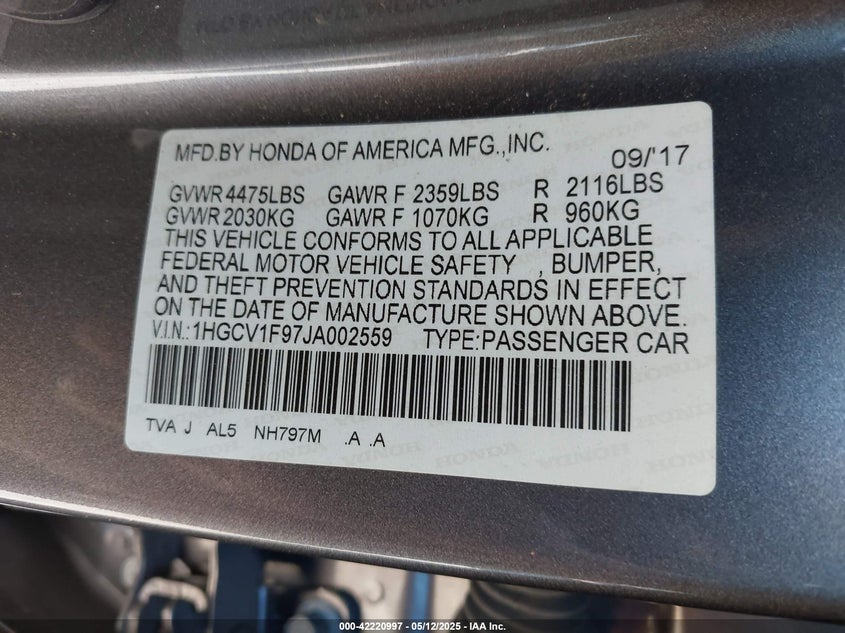 MFD.BY HONDA OF AMERICA MFG.,INC. 09/'17
GVWR 4475LBS GAWR F 2359LBS R 2116LBS
GVWR 2030KG GAWR F 1070KG R 960KG
THIS VEHICLE CONFORMS TO ALL APPLICABLE
FEDERAL MOTOR VEHICLE SAFETY , BUMPER,
AND THEFT PREVENTION STANDARDS IN EFFECT
ON THE DATE OF MANUFACTURE SHOWN ABOVE.
V.I.N.:1HGCV1F97JA002559 TYPE:PASSENGER CAR
TVA J AL5 NH797M .A .A
000-42220997 - 05/12/2025 - © IAA Inc.